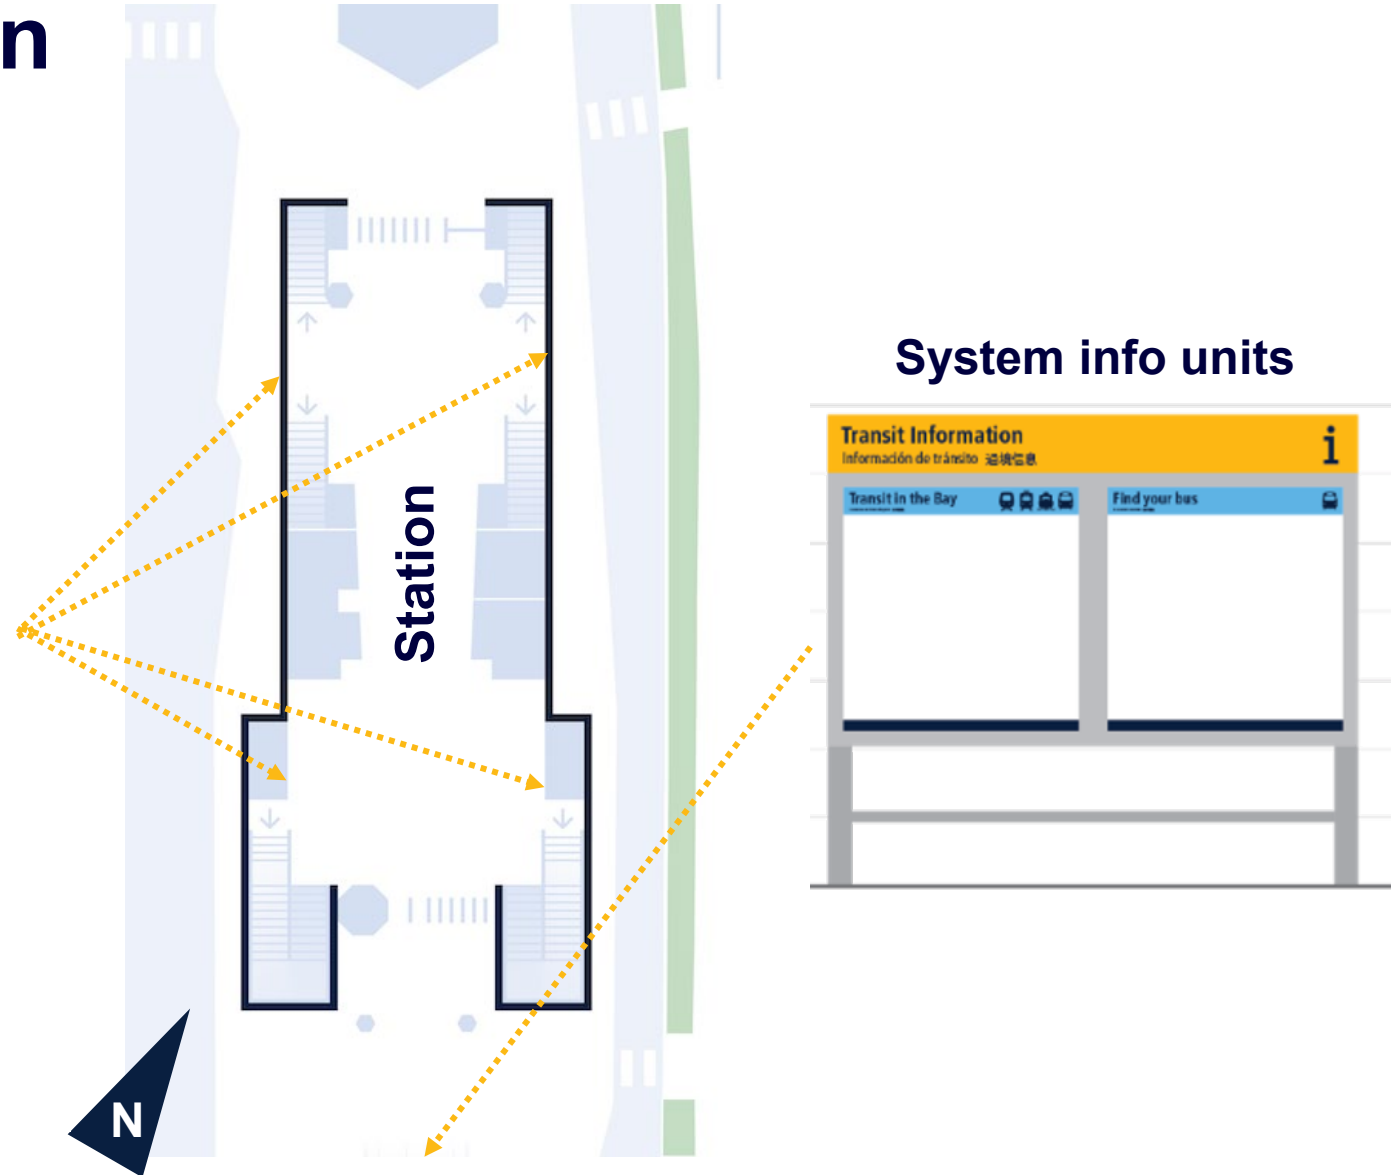 n
System info units
Transit Information
i
Información de tránsito
Transit in the Bay
Find your bus
Station
N